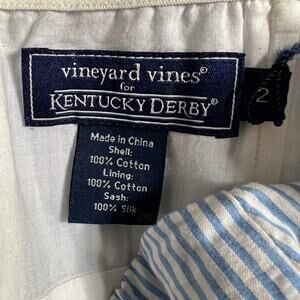 vineyard vines®
for
KENTUCKY DERBY®
2
Made in China
Shell:
100% Cotton
Lining:
100% Cotton
Sash:
100% Silk